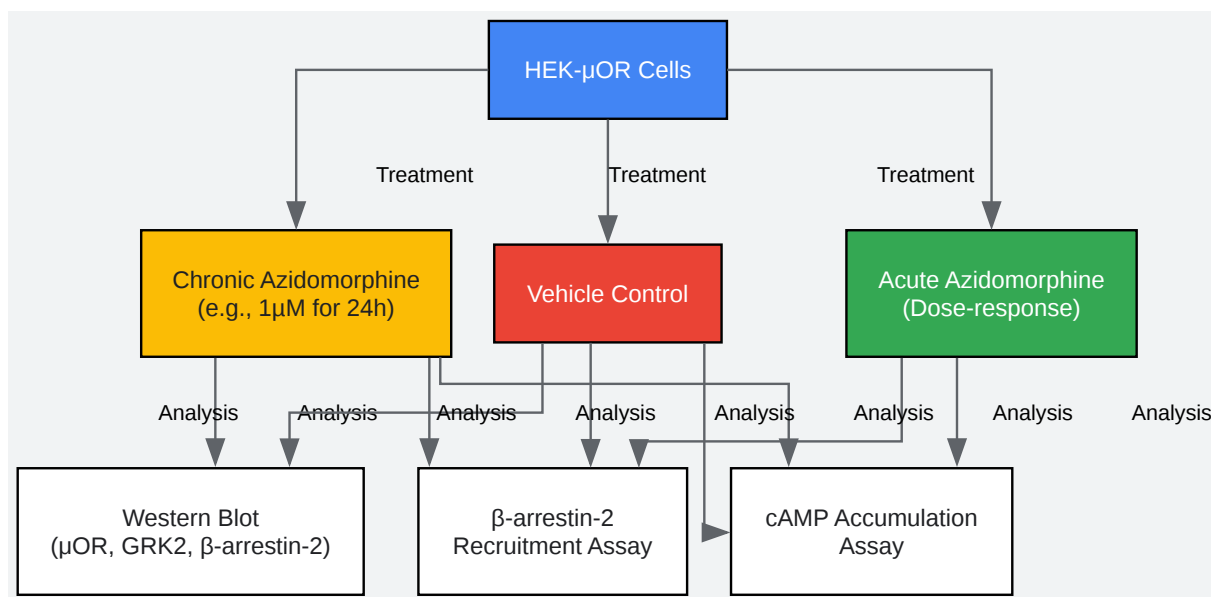 HEK-μOR Cells
Treatment
Treatment
Treatment
Chronic Azidomorphine
(e.g., 1μM for 24h)
Vehicle Control
Acute Azidomorphine
(Dose-response)
Analysis
Analysis
Analysis
Analysis
Analysis
Analysis
Analysis
Analysis
Western Blot
(μOR, GRK2, β-arrestin-2)
β-arrestin-2
Recruitment Assay
cAMP Accumulation
Assay